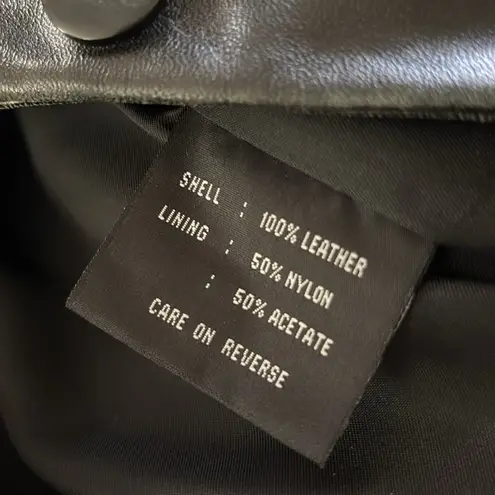 SHELL : 100% LEATHER
LINING : 50% NYLON
: 50% ACETATE
CARE ON REVERSE